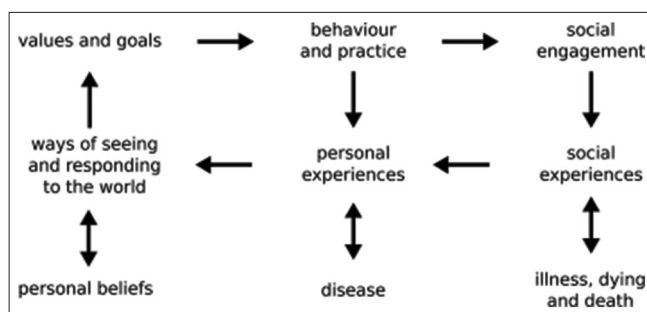 values and goals
behaviour
and practice
social
engagement
ways of seeing
and responding
to the world
personal
experiences
social
experiences
personal beliefs
disease
illness, dying
and death